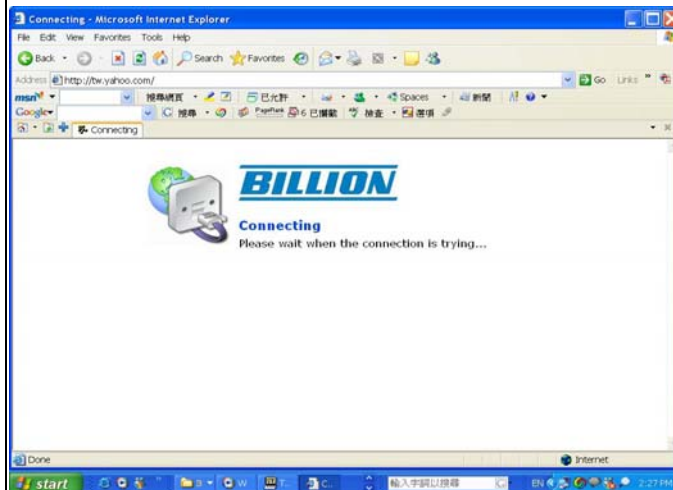 Connecting - Microsoft Internet Explorer
File Edit View Favorites Tools Help
Back Search Favorites
Address http://tw.yahoo.com/ Go Links »
msn 搜尋網頁 已允許 Spaces 新聞
Google 搜尋 PageRank 6 已攔截 檢查 選項
Connecting
BILLION
Connecting
Please wait when the connection is trying...
Done Internet
start 3 W T.. C.. 輸入字詞以搜尋 EN 2:27 PM